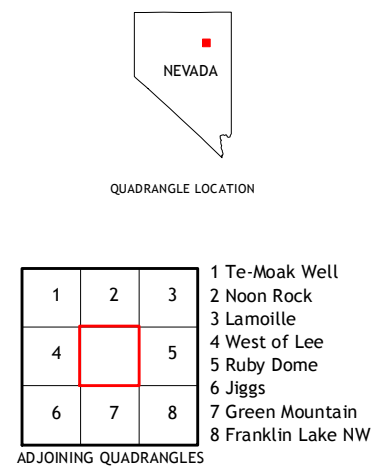 NEVADA
QUADRANGLE LOCATION
1 2 3
4 5
6 7 8
ADJOINING QUADRANGLES
1 Te-Moak Well
2 Noon Rock
3 Lamoille
4 West of Lee
5 Ruby Dome
6 Jiggs
7 Green Mountain
8 Franklin Lake NW